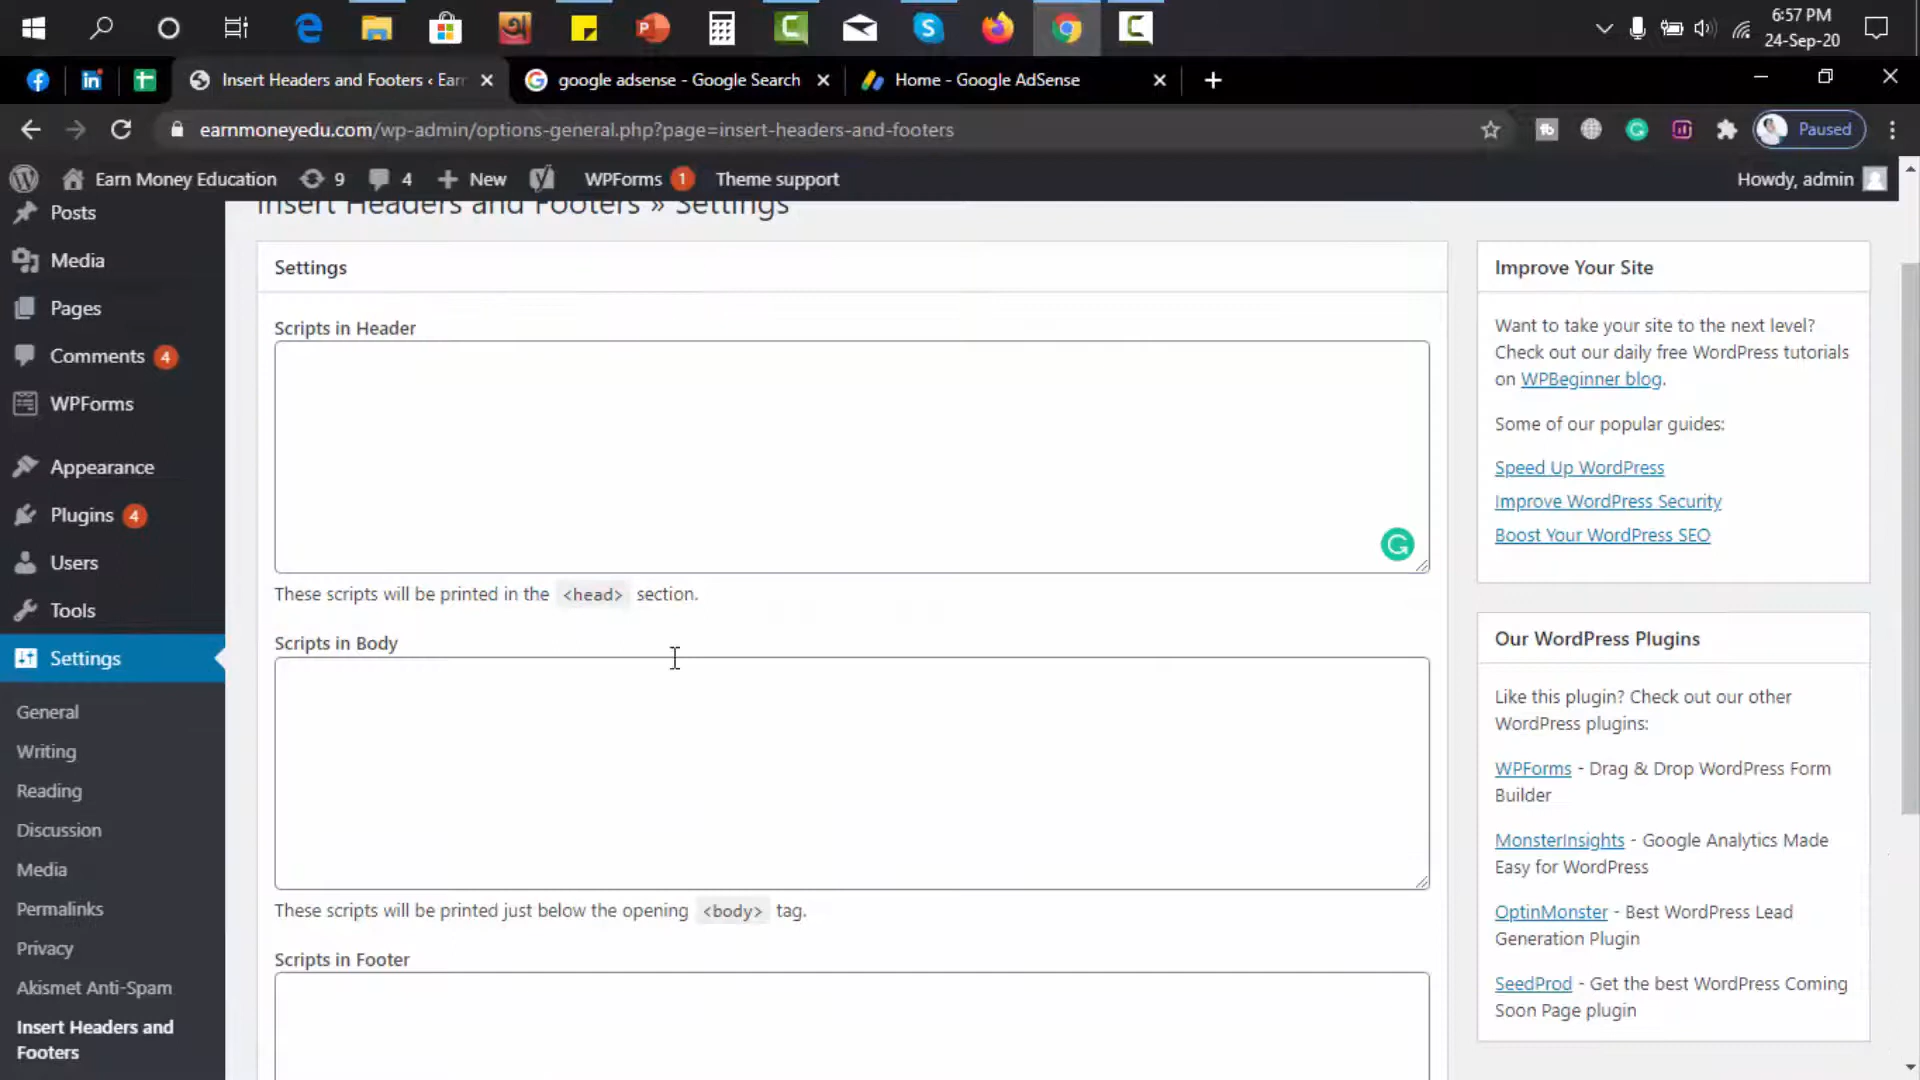 6:57 PM
24-Sep-20
Insert Headers and Footers ‹ Earn
google adsense - Google Search
Home - Google AdSense
earnmoneyedu.com/wp-admin/options-general.php?page=insert-headers-and-footers
Paused
Earn Money Education
9
4
New
WPForms 1
Theme support
Howdy, admin
Posts
Media
Pages
Comments 4
WPForms
Appearance
Plugins 4
Users
Tools
Settings
General
Writing
Reading
Discussion
Media
Permalinks
Privacy
Akismet Anti-Spam
Insert Headers and
Footers
Insert Headers and Footers » Settings
Settings
Scripts in Header
These scripts will be printed in the <head> section.
Scripts in Body
These scripts will be printed just below the opening <body> tag.
Scripts in Footer
Improve Your Site
Want to take your site to the next level?
Check out our daily free WordPress tutorials
on WPBeginner blog.
Some of our popular guides:
Speed Up WordPress
Improve WordPress Security
Boost Your WordPress SEO
Our WordPress Plugins
Like this plugin? Check out our other
WordPress plugins:
WPForms - Drag & Drop WordPress Form
Builder
MonsterInsights - Google Analytics Made
Easy for WordPress
OptinMonster - Best WordPress Lead
Generation Plugin
SeedProd - Get the best WordPress Coming
Soon Page plugin